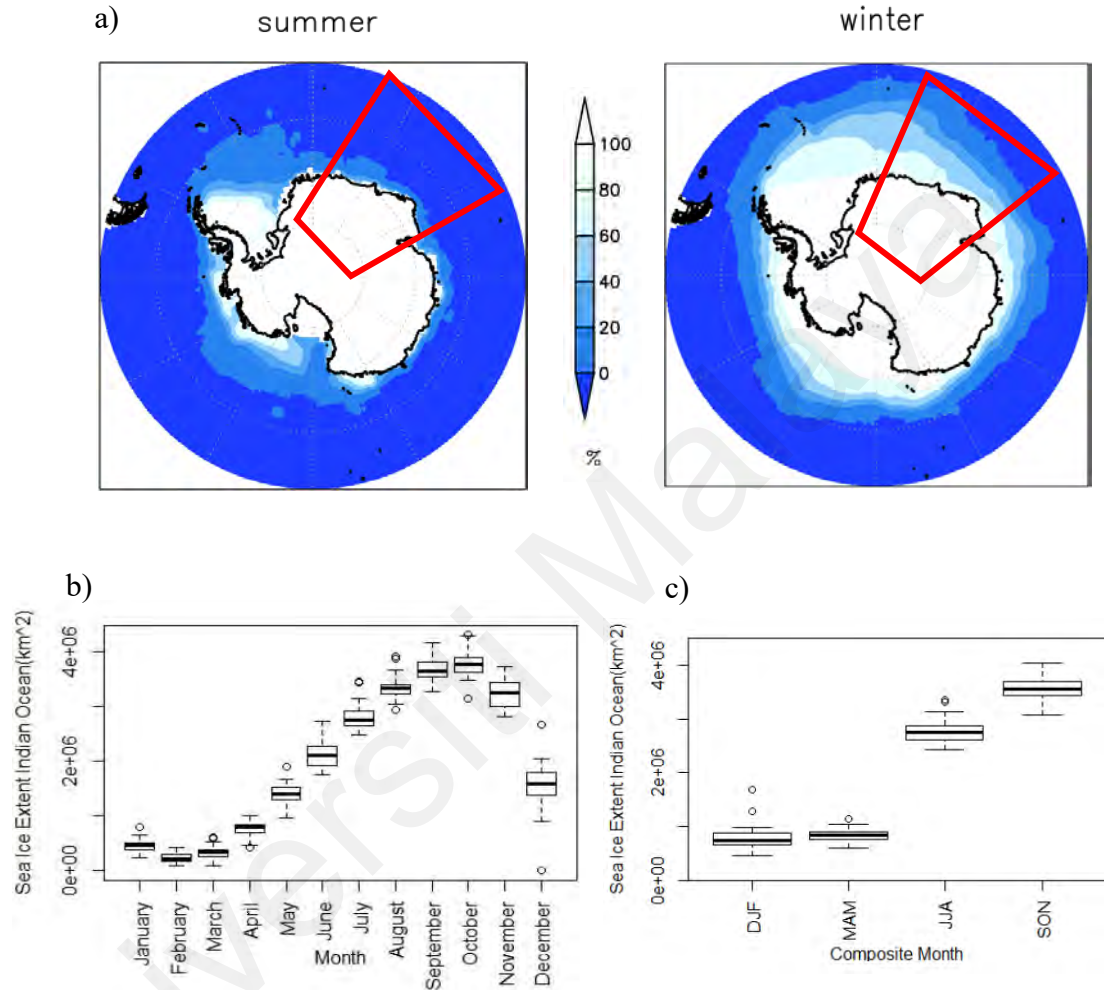 a)
summer
winter
100
80
60
40
20
0
%
b)
Sea Ice Extent Indian Ocean(km^2)
4e+06
2e+06
0e+00
January
February
March
April
May
June
July
August
September
October
November
December
Month
c)
Sea Ice Extent Indian Ocean(km^2)
4e+06
2e+06
0e+00
DJF
MAM
JJA
SON
Composite Month